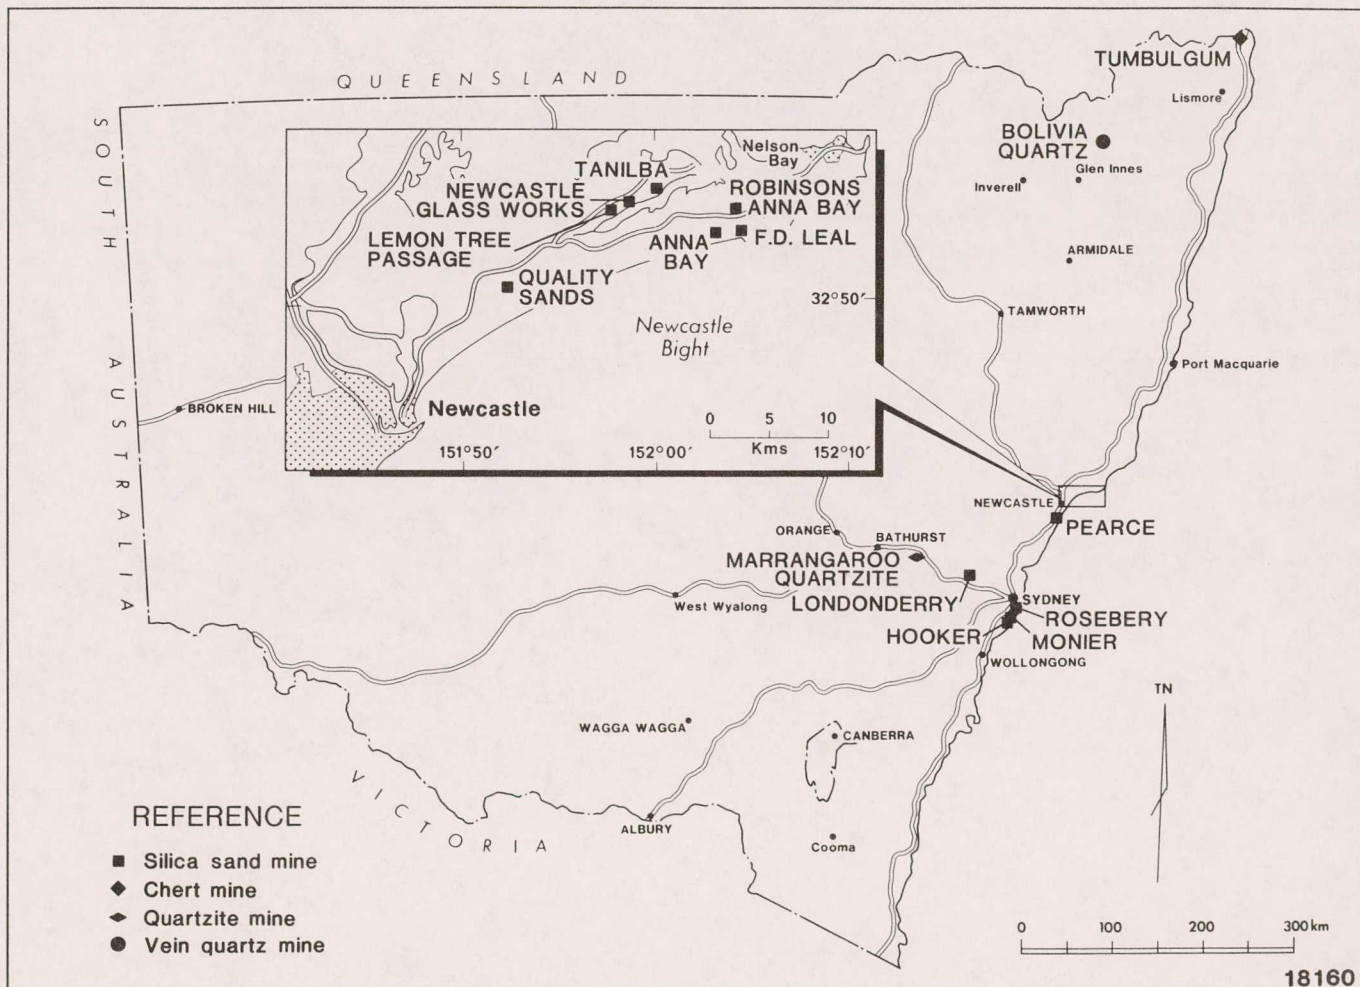 QUEENSLAND
SOUTH AUSTRALIA
VICTORIA
TUMBULGUM
Lismore
BOLIVIA
QUARTZ
Glen Innes
Inverell
ARMIDALE
TAMWORTH
Port Macquarie
BROKEN HILL
Nelson
Bay
TANILBA
NEWCASTLE
GLASS WORKS
LEMON TREE
PASSAGE
ROBINSONS
ANNA BAY
ANNA
BAY
F.D. LEAL
QUALITY
SANDS
32°50'
Newcastle
Bight
Newcastle
0 5 10
Kms
151°50' 152°00' 152°10'
NEWCASTLE
PEARCE
ORANGE
BATHURST
MARRANGAROO
QUARTZITE
LONDONDERRY
SYDNEY
ROSEBERY
HOOKER
MONIER
WOLLONGONG
West Wyalong
WAGGA WAGGA
CANBERRA
ALBURY
Cooma
TN
REFERENCE
Silica sand mine
Chert mine
Quartzite mine
Vein quartz mine
0 100 200 300 km
18160